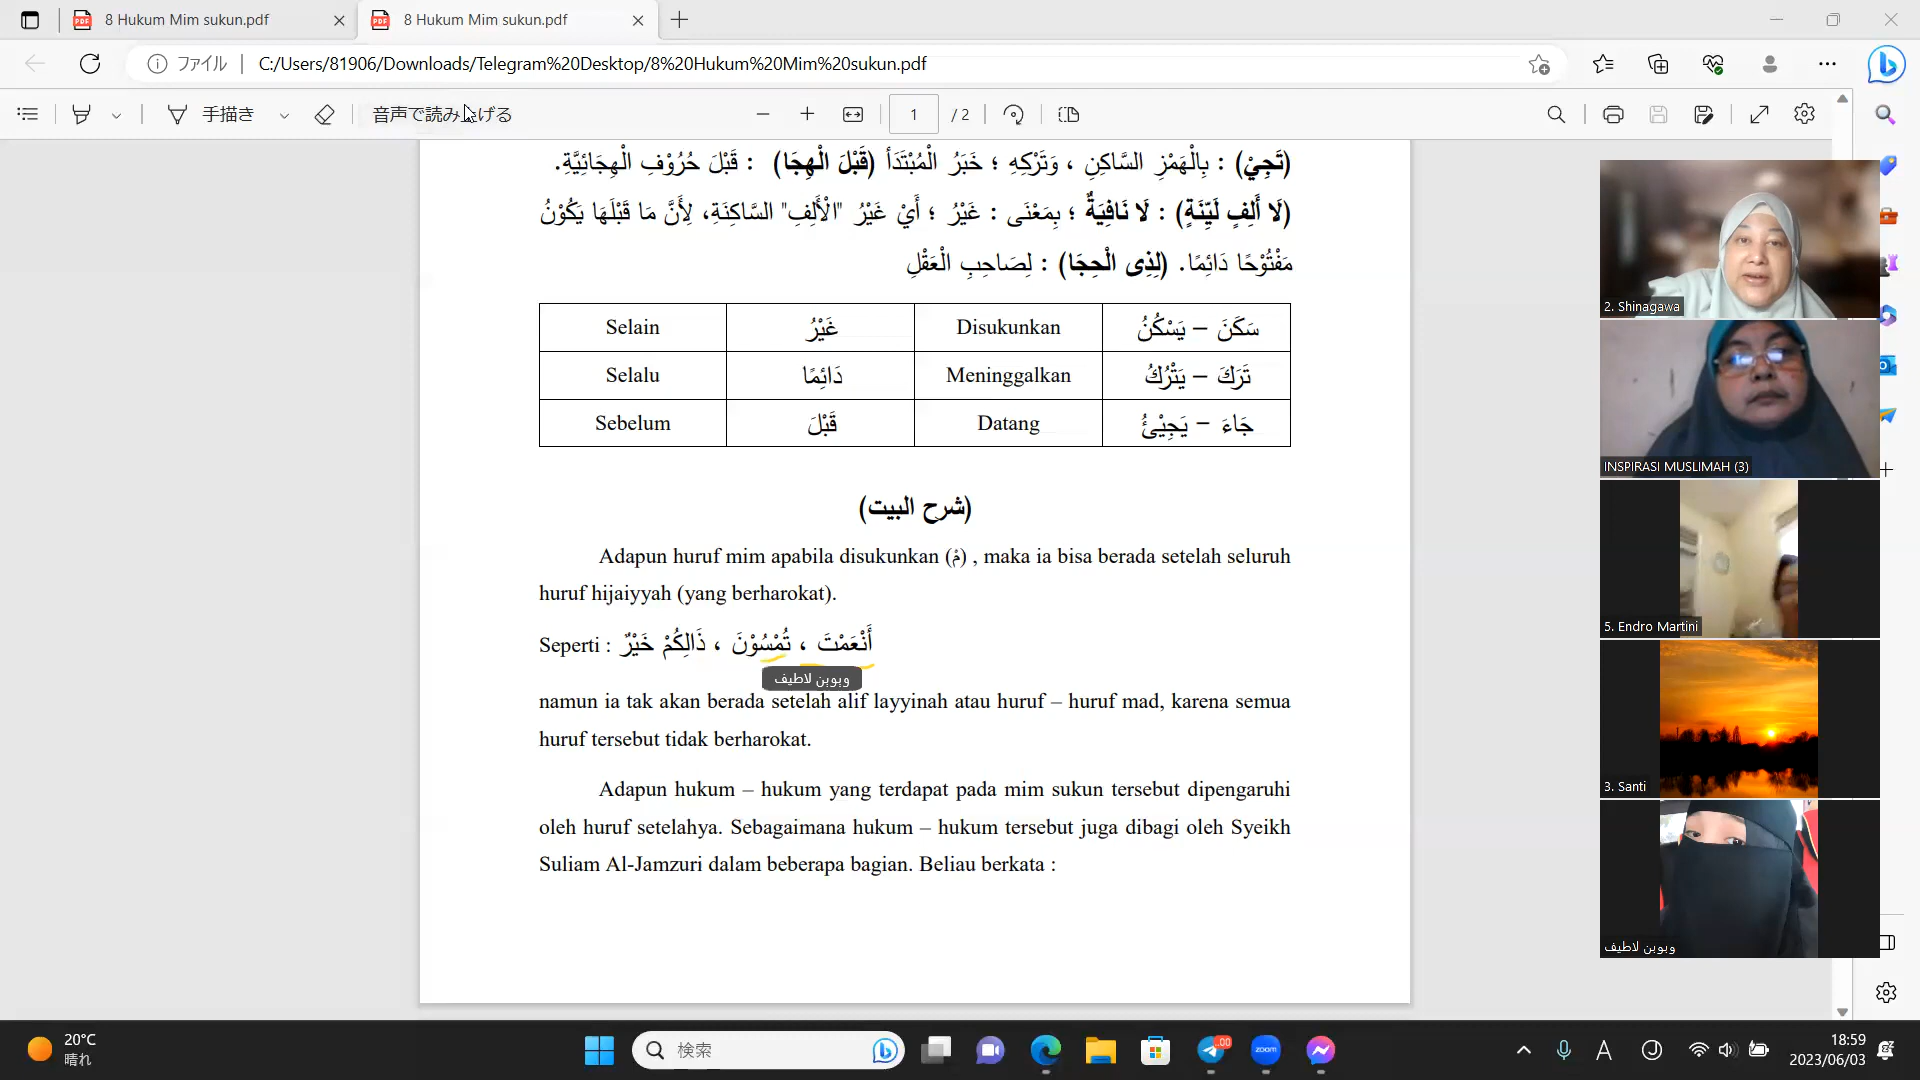 8 Hukum Mim sukun.pdf
8 Hukum Mim sukun.pdf
ファイル
C:/Users/81906/Downloads/Telegram%20Desktop/8%20Hukum%20Mim%20sukun.pdf
手描き
音声で読み上げる
1
/ 2
(تَجِيْ) : بِالْهَمْزِ السَّاكِنِ ، وَتَرْكِهِ ؛ خَبَرُ الْمُبْتَدَأ (قَبْلَ الْهِجَا) : قَبْلَ حُرُوْفِ الْهِجَائِيَّةِ.
(لَا أَلِفٍ لَيِّنَةٍ) : لَا نَافِيَةٌ ؛ بِمَعْنَى : غَيْرُ ؛ أَيْ غَيْرُ "الْأَلِفِ" السَّاكِنَةِ، لِأَنَّ مَا قَبْلَهَا يَكُوْنُ
مَفْتُوْحًا دَائِمًا. (لِذِى الْحِجَا) : لِصَاحِبِ الْعَقْلِ
Selain غَيْرُ Disukunkan سَكَنَ – يَسْكُنُ
Selalu دَائِمًا Meninggalkan تَرَكَ – يَتْرُكُ
Sebelum قَبْلَ Datang جَاءَ – يَجِيْئُ
(شرح البيت)
Adapun huruf mim apabila disukunkan (مْ) , maka ia bisa berada setelah seluruh
huruf hijaiyyah (yang berharokat).
Seperti : أَنْعَمْتَ ، تُمْسُوْنَ ، ذَالِكُمْ خَيْرٌ
وبوبن لاطيف
namun ia tak akan berada setelah alif layyinah atau huruf – huruf mad, karena semua
huruf tersebut tidak berharokat.
Adapun hukum – hukum yang terdapat pada mim sukun tersebut dipengaruhi
oleh huruf setelahya. Sebagaimana hukum – hukum tersebut juga dibagi oleh Syeikh
Suliam Al-Jamzuri dalam beberapa bagian. Beliau berkata :
2. Shinagawa
INSPIRASI MUSLIMAH (3)
5. Endro Martini
3. Santi
وبوبن لاطيف
20°C
晴れ
検索
zoom
A
18:59
2023/06/03